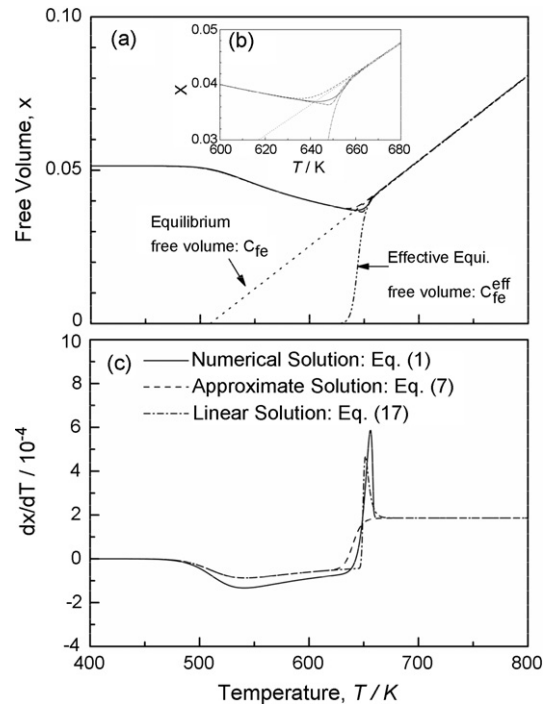 (a)
(b)
0.05
0.04
X
0.03
600
620
640
660
680
T / K
0.10
0.05
0
Free Volume, x
Equilibrium
free volume: C_fe
Effective Equi.
free volume: C_fe^eff
(c)
Numerical Solution: Eq. (1)
Approximate Solution: Eq. (7)
Linear Solution: Eq. (17)
10
8
6
4
2
0
-2
-4
dx/dT / 10^-4
400
500
600
700
800
Temperature, T / K